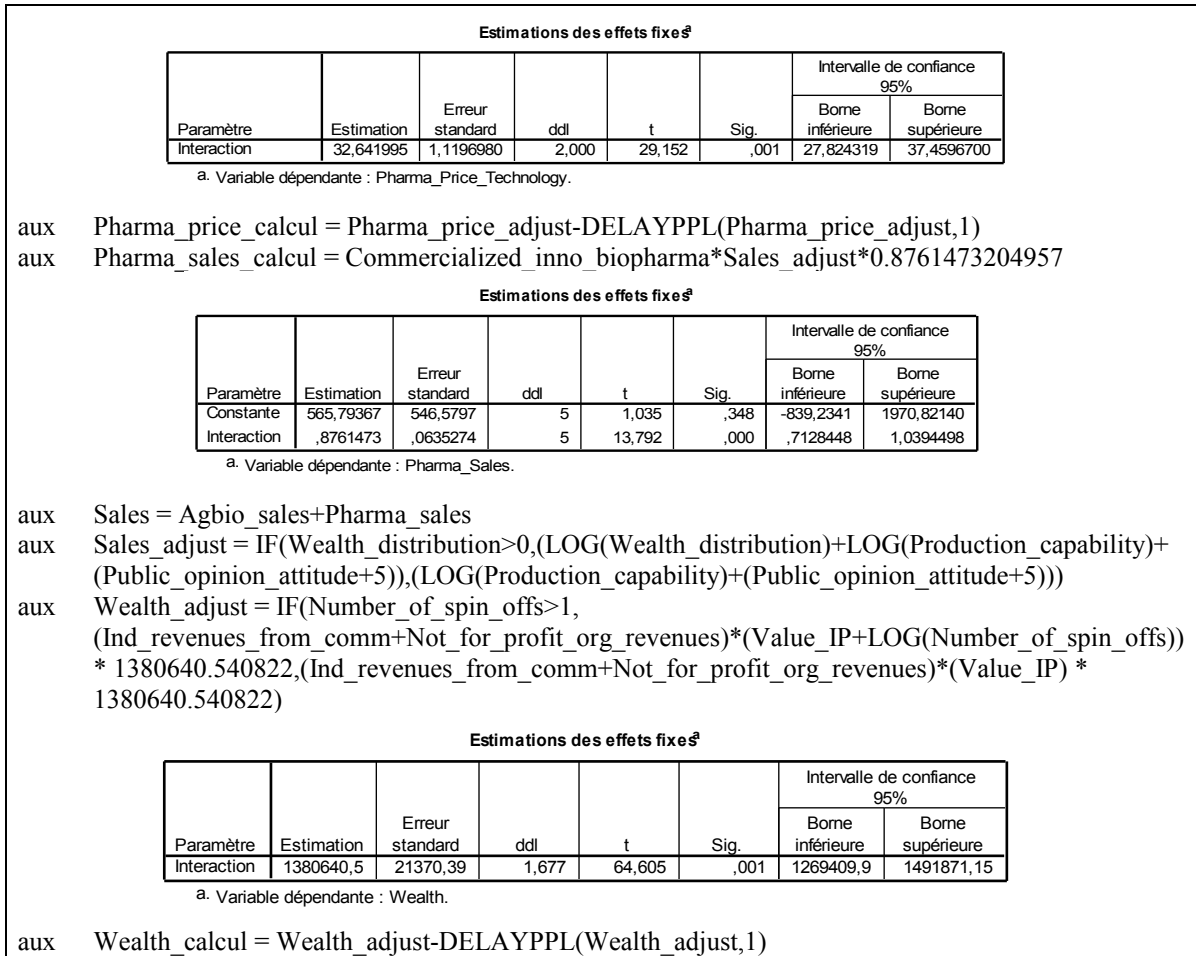 Estimations des effets fixesᵃ
Intervalle de confiance
95%
Paramètre Estimation Erreur standard ddl t Sig. Borne inférieure Borne supérieure
Interaction 32,641995 1,1196980 2,000 29,152 ,001 27,824319 37,4596700
a. Variable dépendante : Pharma_Price_Technology.
aux Pharma_price_calcul = Pharma_price_adjust-DELAYPPL(Pharma_price_adjust,1)
aux Pharma_sales_calcul = Commercialized_inno_biopharma*Sales_adjust*0.8761473204957
Estimations des effets fixesᵃ
Intervalle de confiance
95%
Paramètre Estimation Erreur standard ddl t Sig. Borne inférieure Borne supérieure
Constante 565,79367 546,5797 5 1,035 ,348 -839,2341 1970,82140
Interaction ,8761473 ,0635274 5 13,792 ,000 ,7128448 1,0394498
a. Variable dépendante : Pharma_Sales.
aux Sales = Agbio_sales+Pharma_sales
aux Sales_adjust = IF(Wealth_distribution>0,(LOG(Wealth_distribution)+LOG(Production_capability)+
(Public_opinion_attitude+5)),(LOG(Production_capability)+(Public_opinion_attitude+5)))
aux Wealth_adjust = IF(Number_of_spin_offs>1,
(Ind_revenues_from_comm+Not_for_profit_org_revenues)*(Value_IP+LOG(Number_of_spin_offs))
* 1380640.540822,(Ind_revenues_from_comm+Not_for_profit_org_revenues)*(Value_IP) *
1380640.540822)
Estimations des effets fixesᵃ
Intervalle de confiance
95%
Paramètre Estimation Erreur standard ddl t Sig. Borne inférieure Borne supérieure
Interaction 1380640,5 21370,39 1,677 64,605 ,001 1269409,9 1491871,15
a. Variable dépendante : Wealth.
aux Wealth_calcul = Wealth_adjust-DELAYPPL(Wealth_adjust,1)